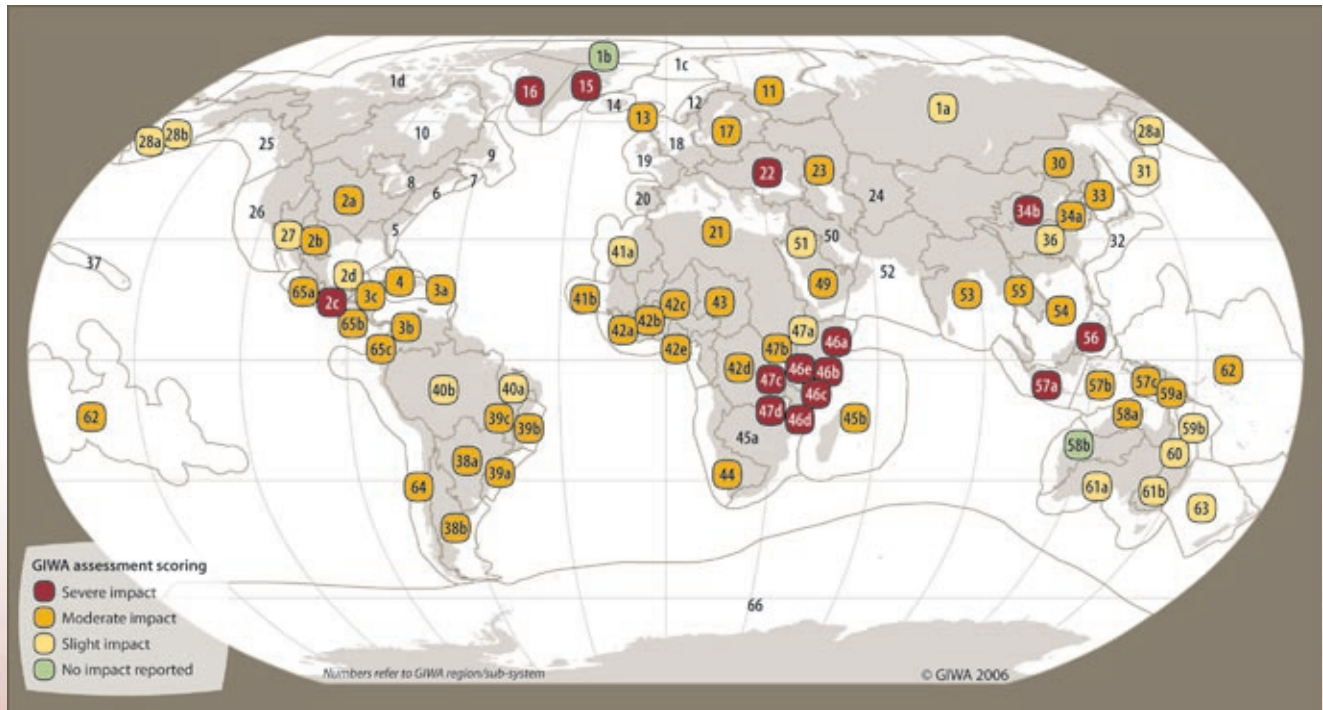 1b
1c
1d
16
15
11
14
12
1a
13
28a
28b
28a
25
10
17
18
9
19
30
22
23
31
8
7
6
2a
20
24
33
34b
34a
26
5
27
2b
21
51
50
36
32
41a
37
52
2d
4
49
65a
3c
3a
53
55
2c
41b
42c
43
54
65b
3b
42a
42b
47a
56
65c
42e
47b
46a
42d
46e
46b
62
47c
57a
57b
57c
40b
40a
46c
59a
62
39c
47d
46d
45b
58a
39b
45a
59b
58b
60
38a
39a
44
64
61a
61b
63
38b
GIWA assessment scoring
Severe impact
Moderate impact
Slight impact
66
No impact reported
Numbers refer to GIWA region/sub-system
© GIWA 2006